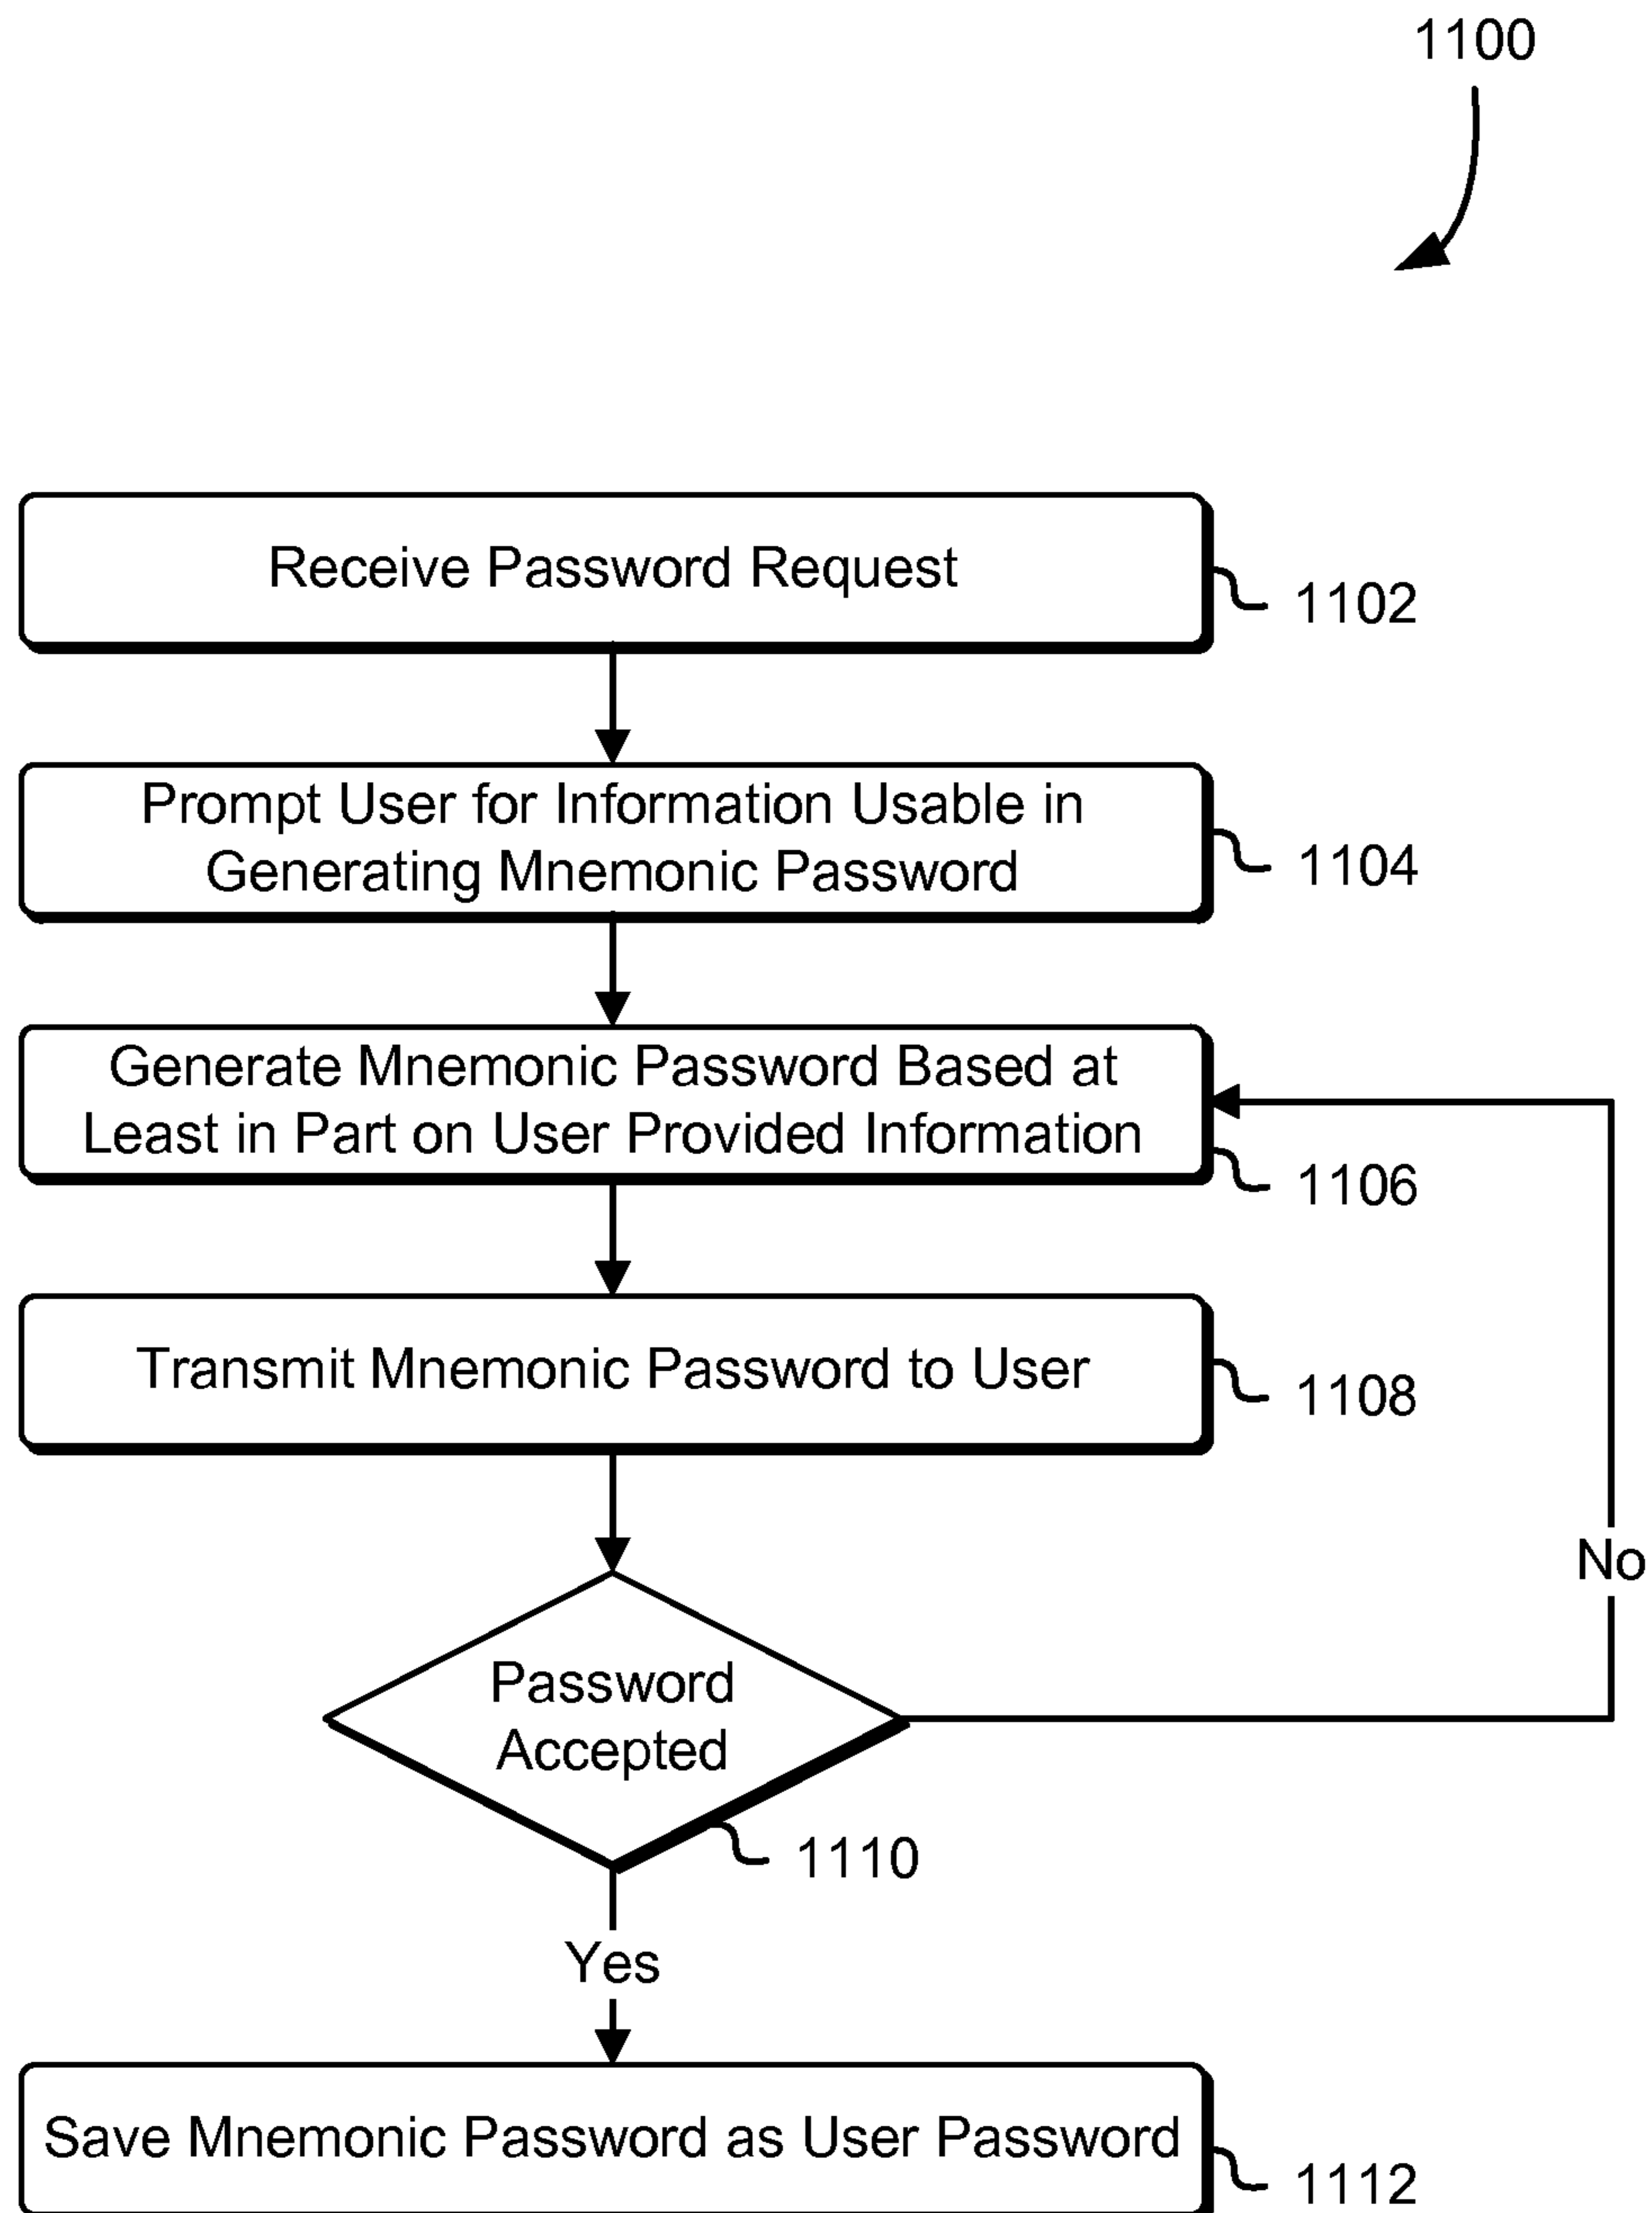 1100
Receive Password Request
1102
Prompt User for Information Usable in
Generating Mnemonic Password
1104
Generate Mnemonic Password Based at
Least in Part on User Provided Information
1106
Transmit Mnemonic Password to User
1108
No
Password
Accepted
1110
Yes
Save Mnemonic Password as User Password
1112